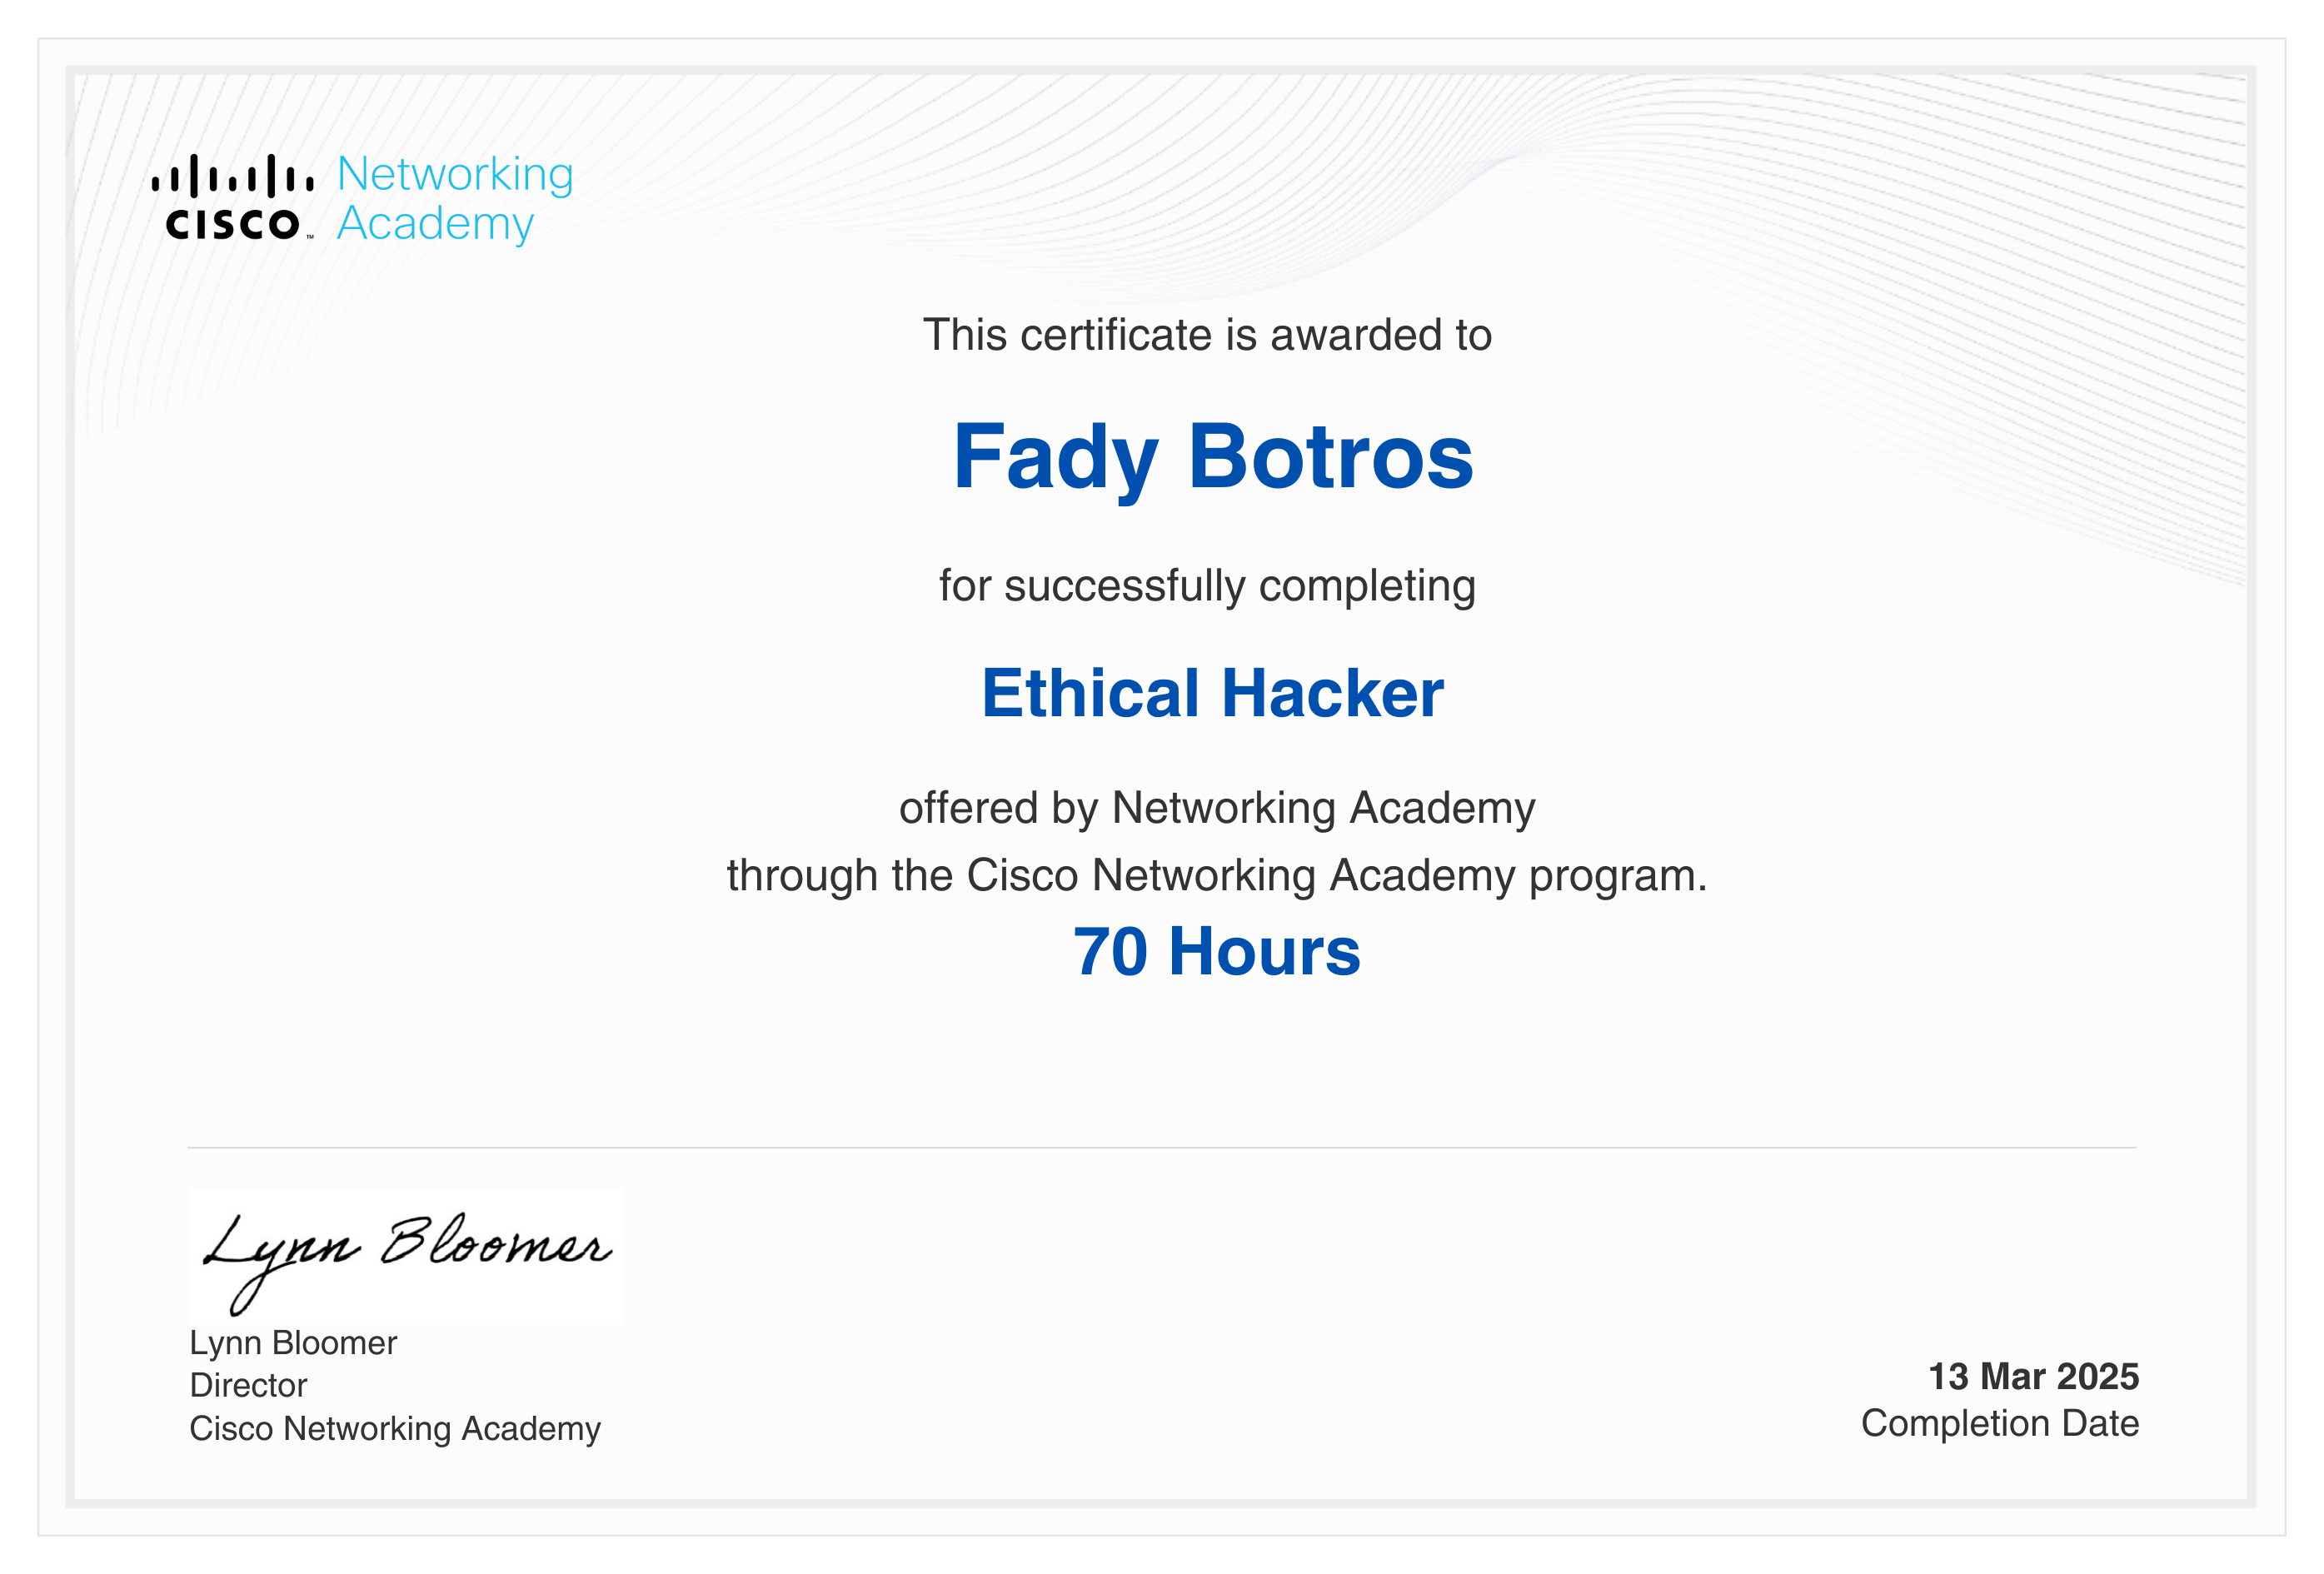 Networking
Academy
CISCO™
This certificate is awarded to
Fady Botros
for successfully completing
Ethical Hacker
offered by Networking Academy
through the Cisco Networking Academy program.
70 Hours
Lynn Bloomer
Lynn Bloomer
Director
Cisco Networking Academy
13 Mar 2025
Completion Date